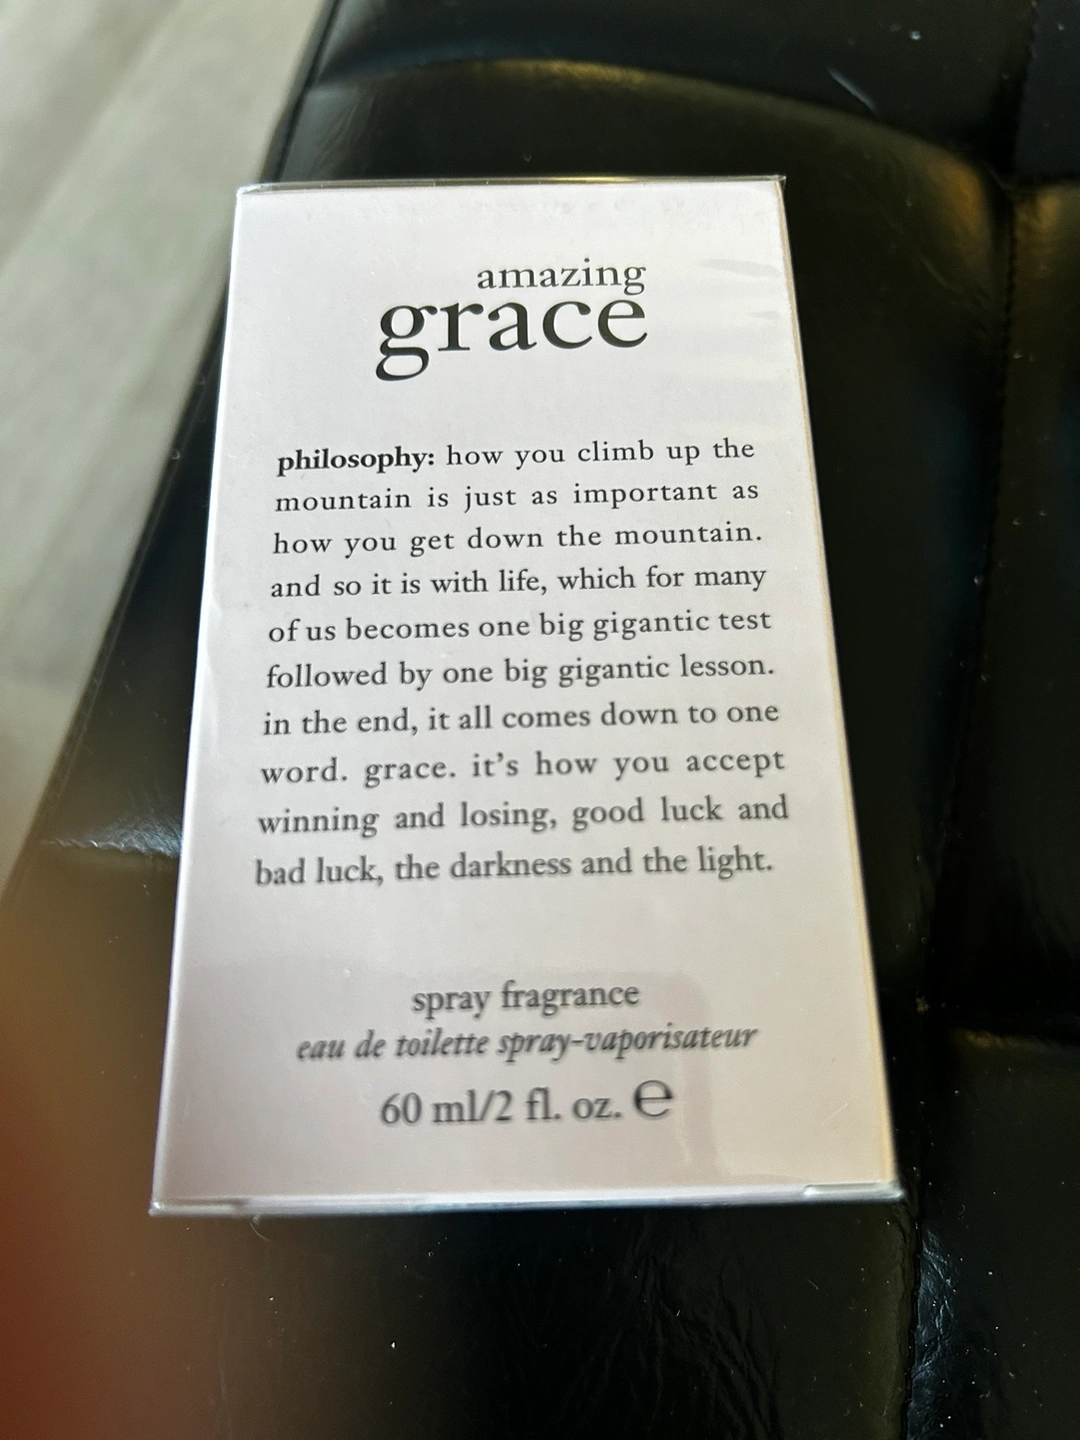 amazing
grace
philosophy: how you climb up the
mountain is just as important as
how you get down the mountain.
and so it is with life, which for many
of us becomes one big gigantic test
followed by one big gigantic lesson.
in the end, it all comes down to one
word. grace. it's how you accept
winning and losing, good luck and
bad luck, the darkness and the light.
spray fragrance
eau de toilette spray-vaporisateur
60 ml/2 fl. oz. ℮